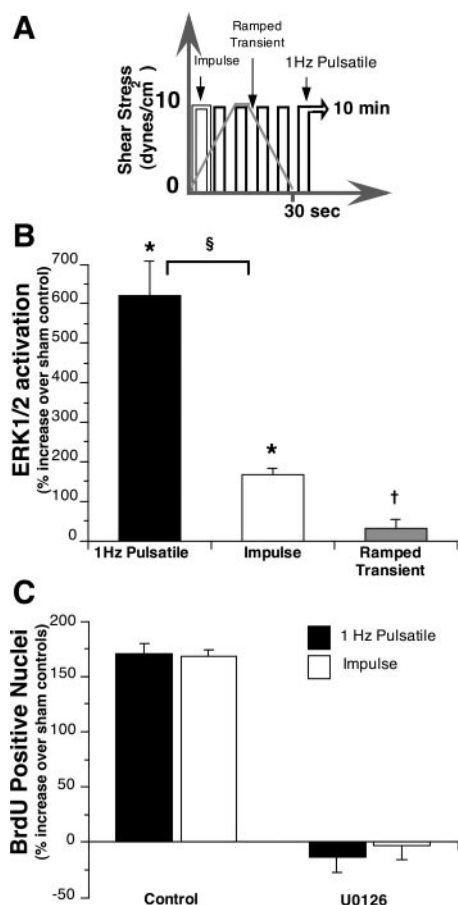 A
Impulse
Ramped
Transient
1Hz Pulsatile
Shear Stress
(dynes/cm2)
10
0
10 min
30 sec
B
ERK1/2 activation
(% increase over sham control)
700
600
500
400
300
200
100
0
*
§
*
†
1Hz Pulsatile
Impulse
Ramped
Transient
C
BrdU Positive Nuclei
(% increase over sham controls)
200
150
100
50
0
-50
1 Hz Pulsatile
Impulse
Control
U0126